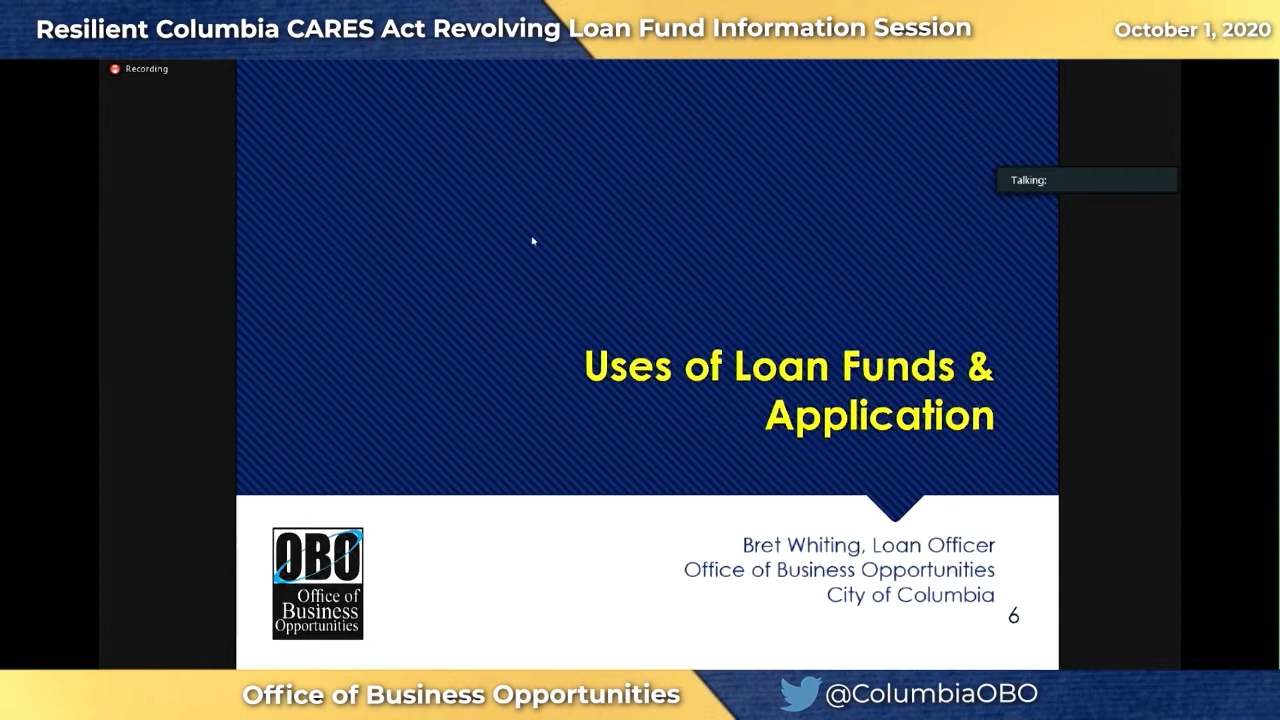 Resilient Columbia CARES Act Revolving Loan Fund Information Session
October 1, 2020
Recording
Talking:
Uses of Loan Funds &
Application
OBO
Office of
Business
Opportunities
Bret Whiting, Loan Officer
Office of Business Opportunities
City of Columbia
6
Office of Business Opportunities
@ColumbiaOBO